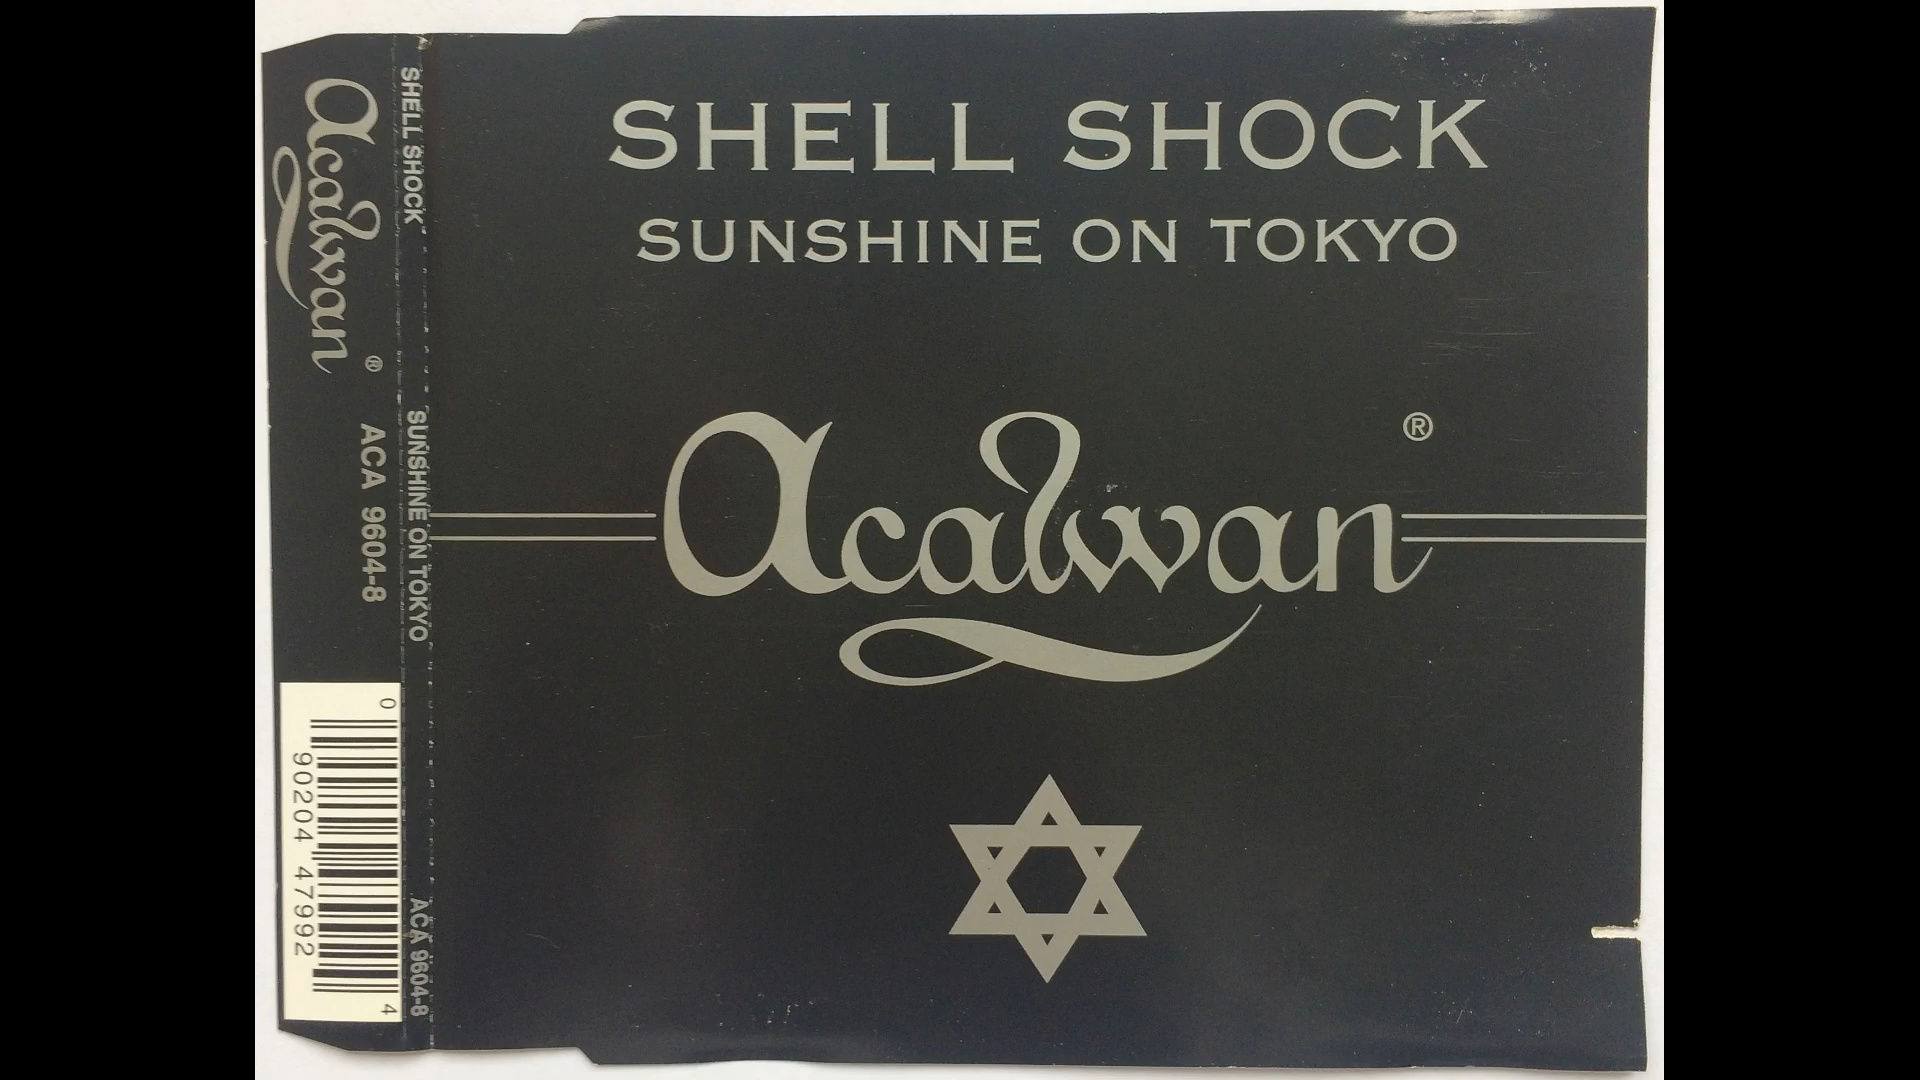 SHELL SHOCK
SUNSHINE ON TOKYO
Acalwan ®
SHELL SHOCK SUNSHINE ON TOKYO ACA 9604-8
Acalwan ® ACA 9604-8
0 90204 47992 4